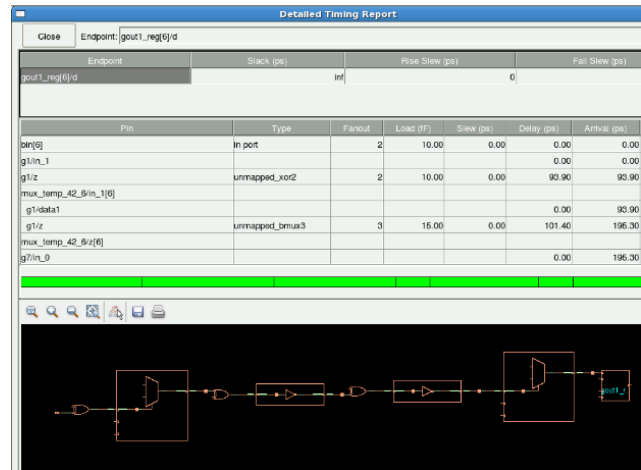 Detailed Timing Report
Close Endpoint: gout1_reg[6]/d
Endpoint Slack (ps) Rise Slew (ps) Fall Slew (ps)
gout1_reg[6]/d inf 0
Pin Type Fanout Load (fF) Slew (ps) Delay (ps) Arrival (ps)
bin[6] in port 2 10.00 0.00 0.00 0.00
g1/in_1 0.00 0.00
g1/z unmapped_xor2 2 10.00 0.00 93.90 93.90
mux_temp_42_6/in_1[6]
g1/data1 0.00 93.90
g1/z unmapped_bmux3 3 15.00 0.00 101.40 195.30
mux_temp_42_6/z[6]
g7/in_0 0.00 195.30
gout1_r